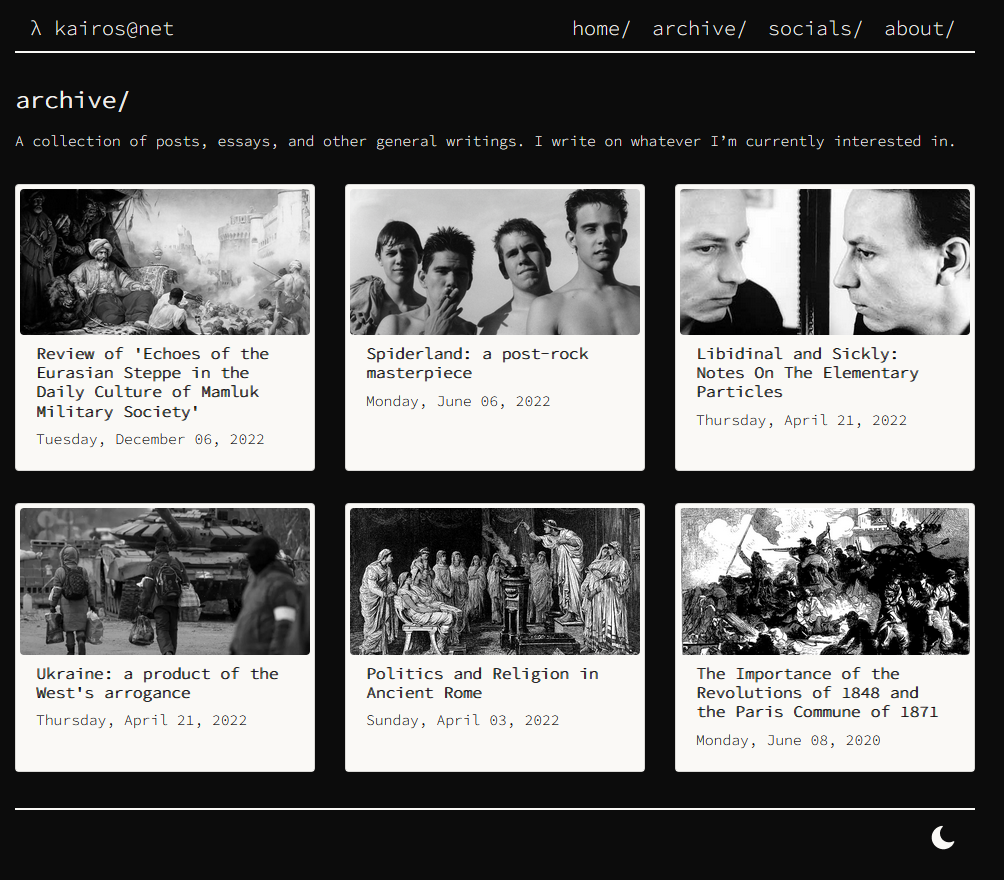 λ kairos@net home/ archive/ socials/ about/
archive/
A collection of posts, essays, and other general writings. I write on whatever I’m currently interested in.
Review of 'Echoes of the
Eurasian Steppe in the
Daily Culture of Mamluk
Military Society'
Tuesday, December 06, 2022
Spiderland: a post-rock
masterpiece
Monday, June 06, 2022
Libidinal and Sickly:
Notes On The Elementary
Particles
Thursday, April 21, 2022
Ukraine: a product of the
West's arrogance
Thursday, April 21, 2022
Politics and Religion in
Ancient Rome
Sunday, April 03, 2022
The Importance of the
Revolutions of 1848 and
the Paris Commune of 1871
Monday, June 08, 2020